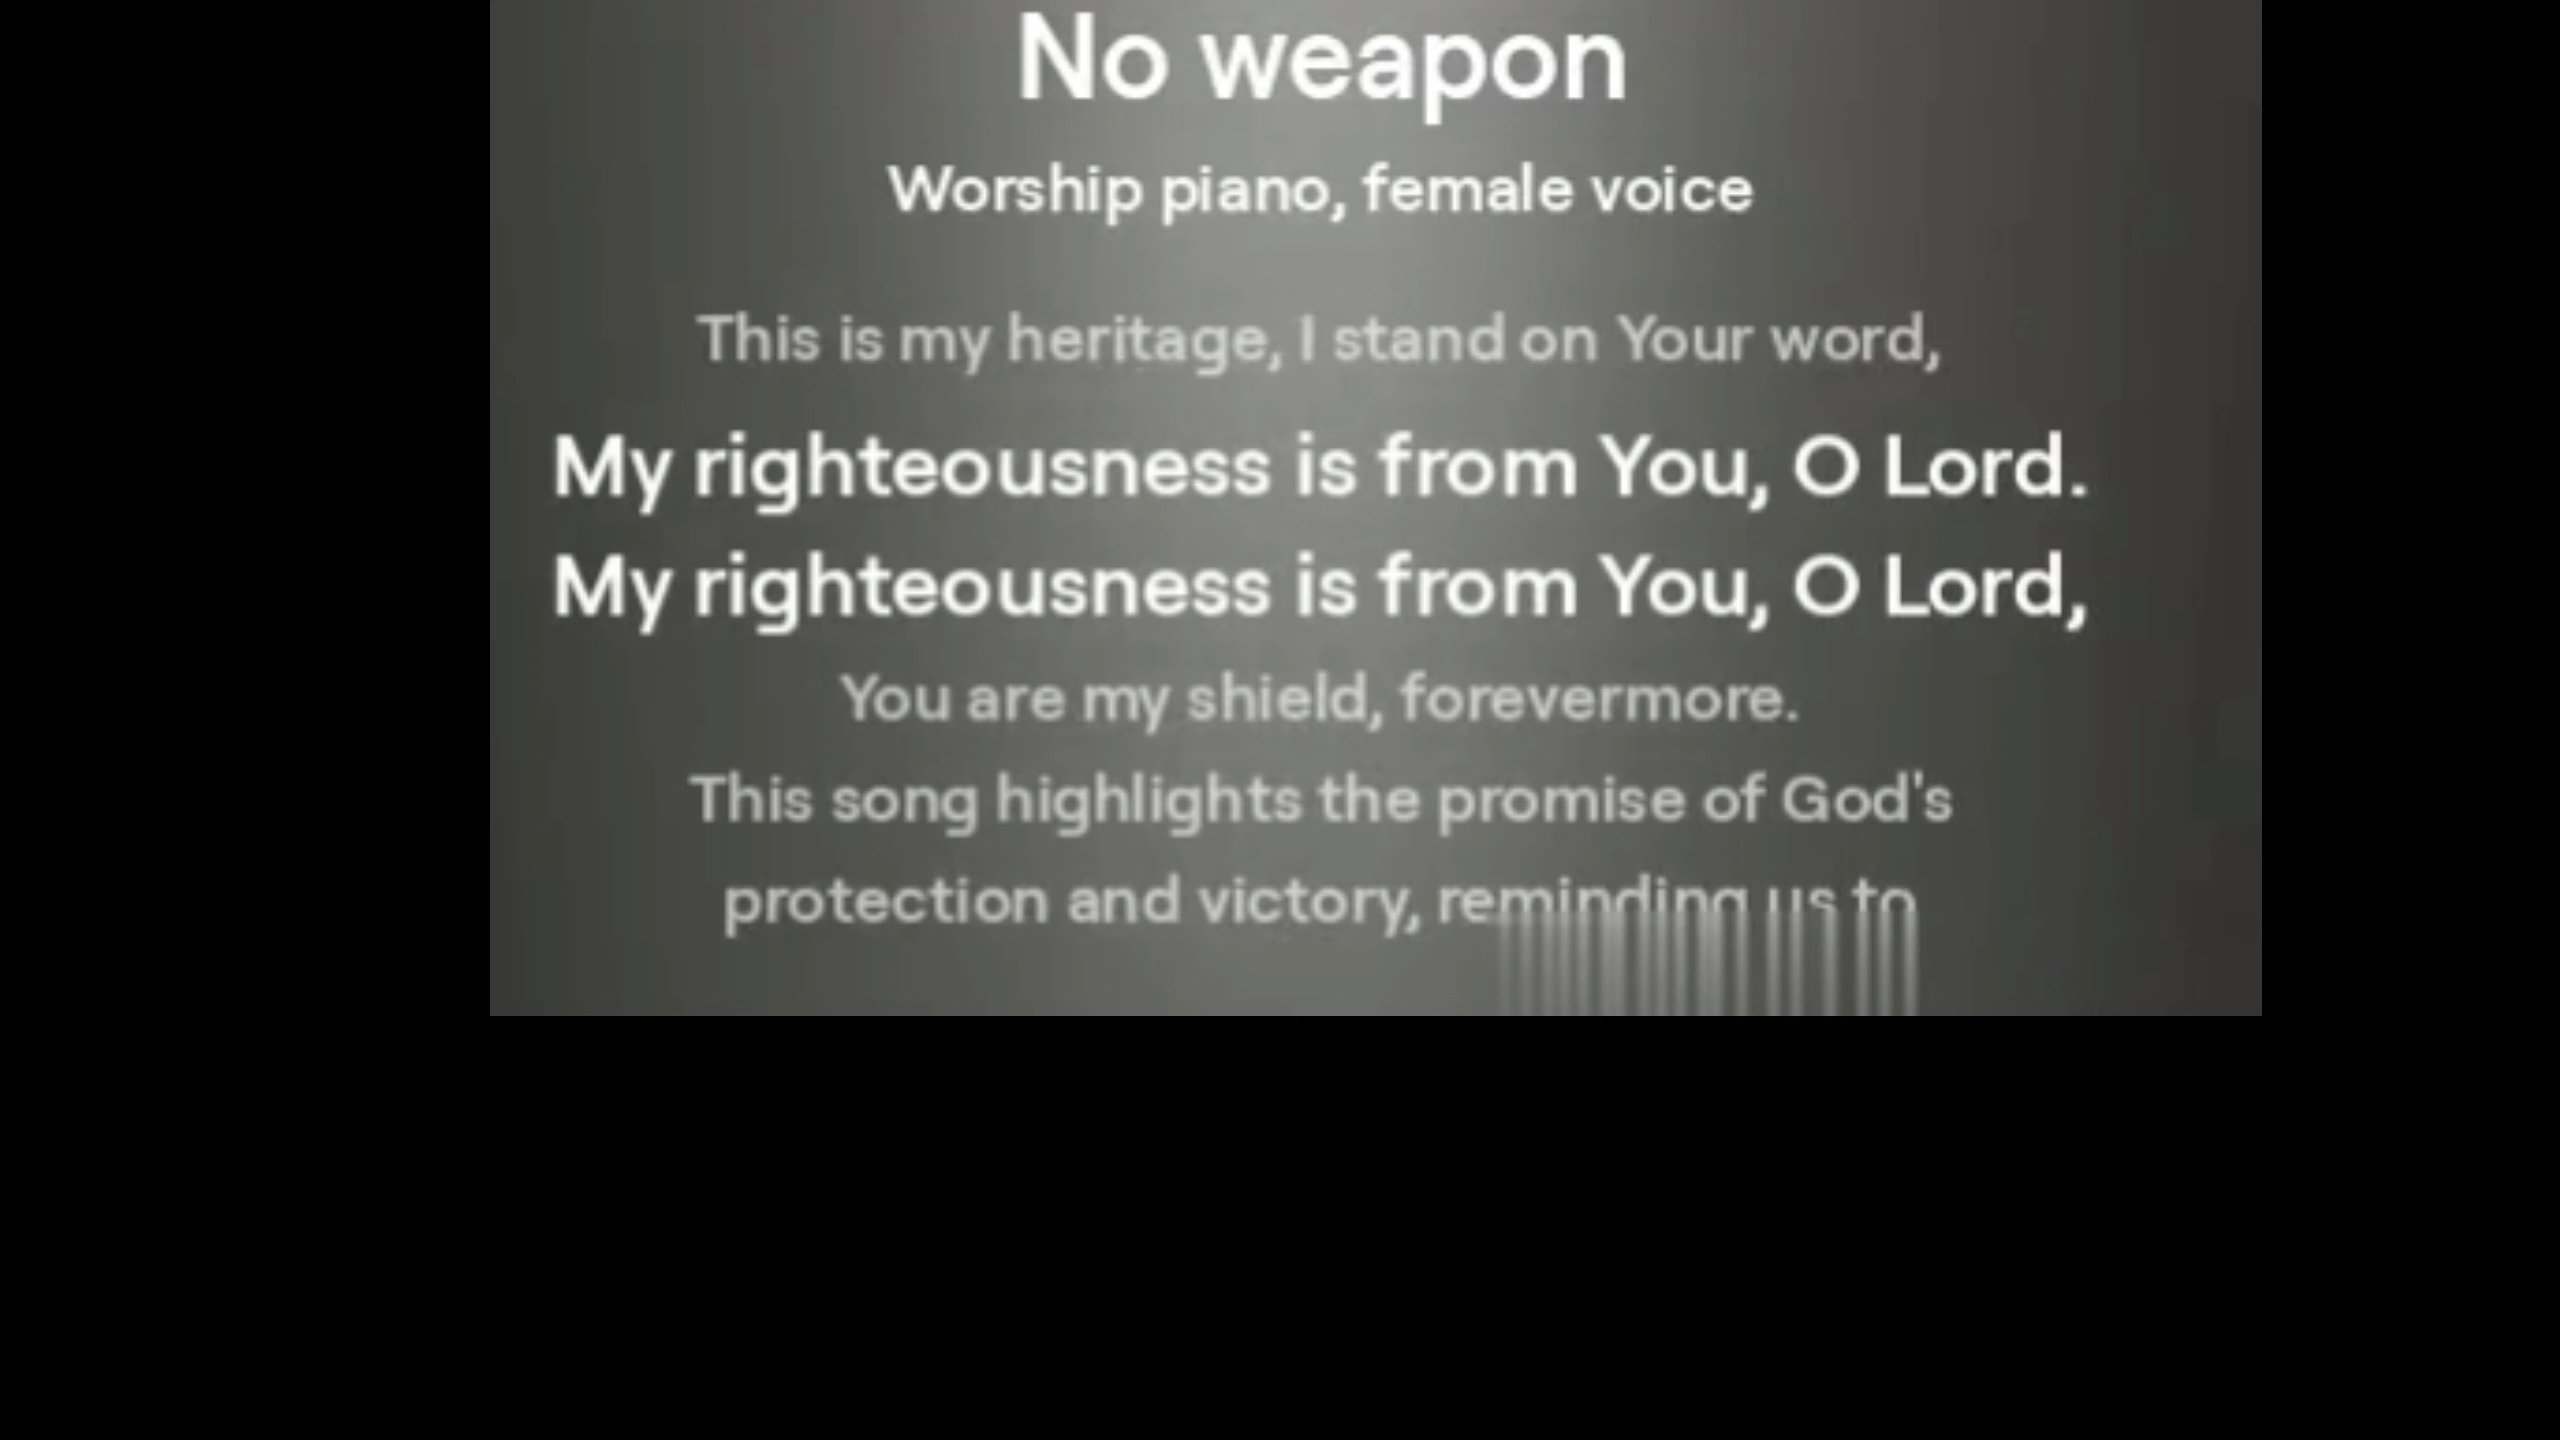 No weapon
Worship piano, female voice
This is my heritage, I stand on Your word,
My righteousness is from You, O Lord.
My righteousness is from You, O Lord,
You are my shield, forevermore.
This song highlights the promise of God's
protection and victory, reminding us to